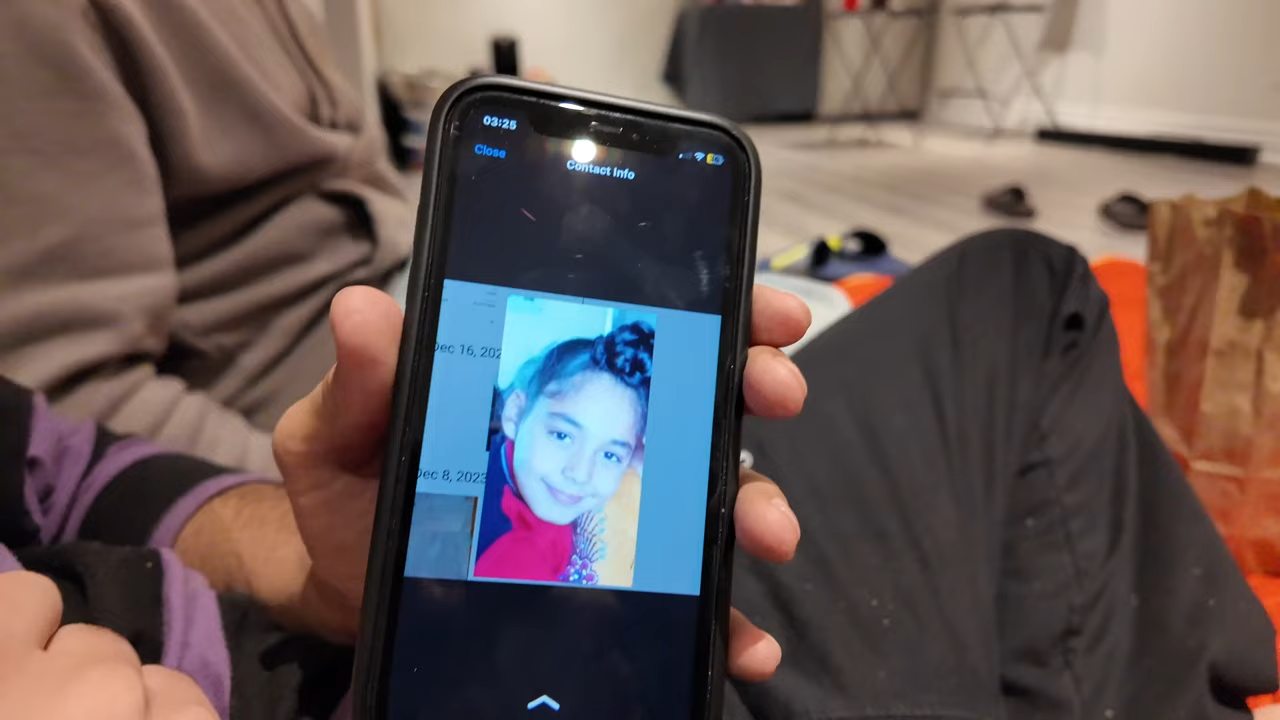 03:25
Close
Contact Info
Dec 16, 202
Dec 8, 2023